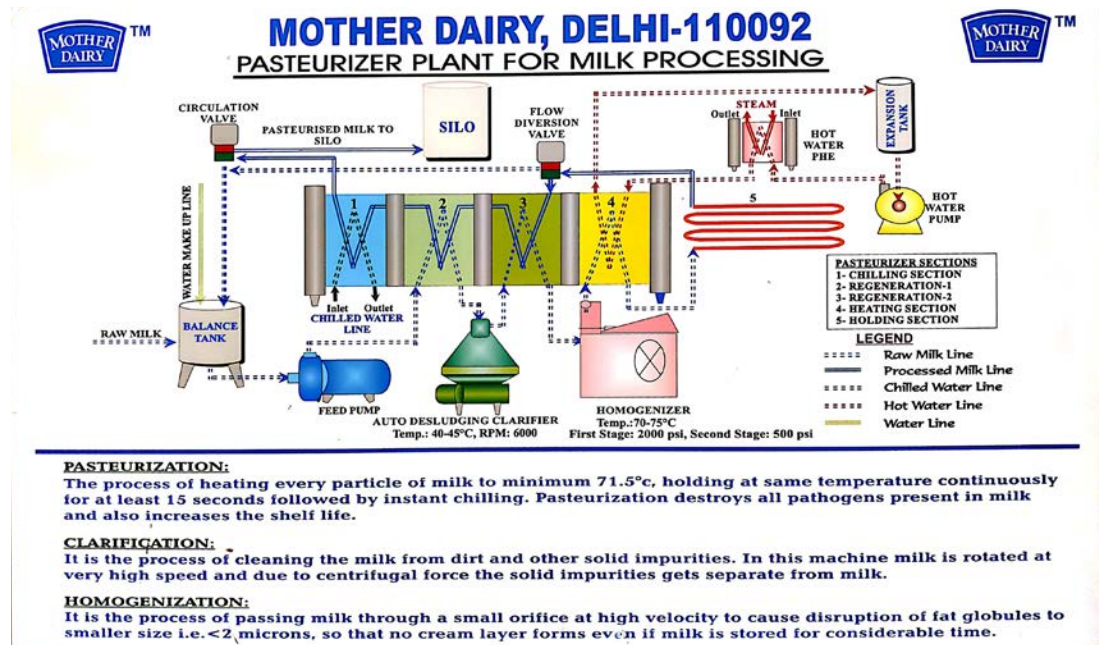 MOTHER DAIRY
TM
MOTHER DAIRY, DELHI-110092
PASTEURIZER PLANT FOR MILK PROCESSING
MOTHER DAIRY
TM
CIRCULATION
VALVE
PASTEURISED MILK TO
SILO
SILO
FLOW
DIVERSION
VALVE
STEAM
Outlet
Inlet
HOT
WATER
PHE
EXPANSION
TANK
HOT
WATER
PUMP
WATER MAKE UP LINE
1
2
3
4
5
Inlet
Outlet
CHILLED WATER
LINE
RAW MILK
BALANCE
TANK
FEED PUMP
AUTO DESLUDGING CLARIFIER
Temp.: 40-45°C, RPM: 6000
HOMOGENIZER
Temp.:70-75°C
First Stage: 2000 psi, Second Stage: 500 psi
PASTEURIZER SECTIONS
1- CHILLING SECTION
2- REGENERATION-1
3- REGENERATION-2
4- HEATING SECTION
5- HOLDING SECTION
LEGEND
Raw Milk Line
Processed Milk Line
Chilled Water Line
Hot Water Line
Water Line
PASTEURIZATION:
The process of heating every particle of milk to minimum 71.5°c, holding at same temperature continuously
for at least 15 seconds followed by instant chilling. Pasteurization destroys all pathogens present in milk
and also increases the shelf life.
CLARIFICATION:
It is the process of cleaning the milk from dirt and other solid impurities. In this machine milk is rotated at
very high speed and due to centrifugal force the solid impurities gets separate from milk.
HOMOGENIZATION:
It is the process of passing milk through a small orifice at high velocity to cause disruption of fat globules to
smaller size i.e.<2 microns, so that no cream layer forms even if milk is stored for considerable time.